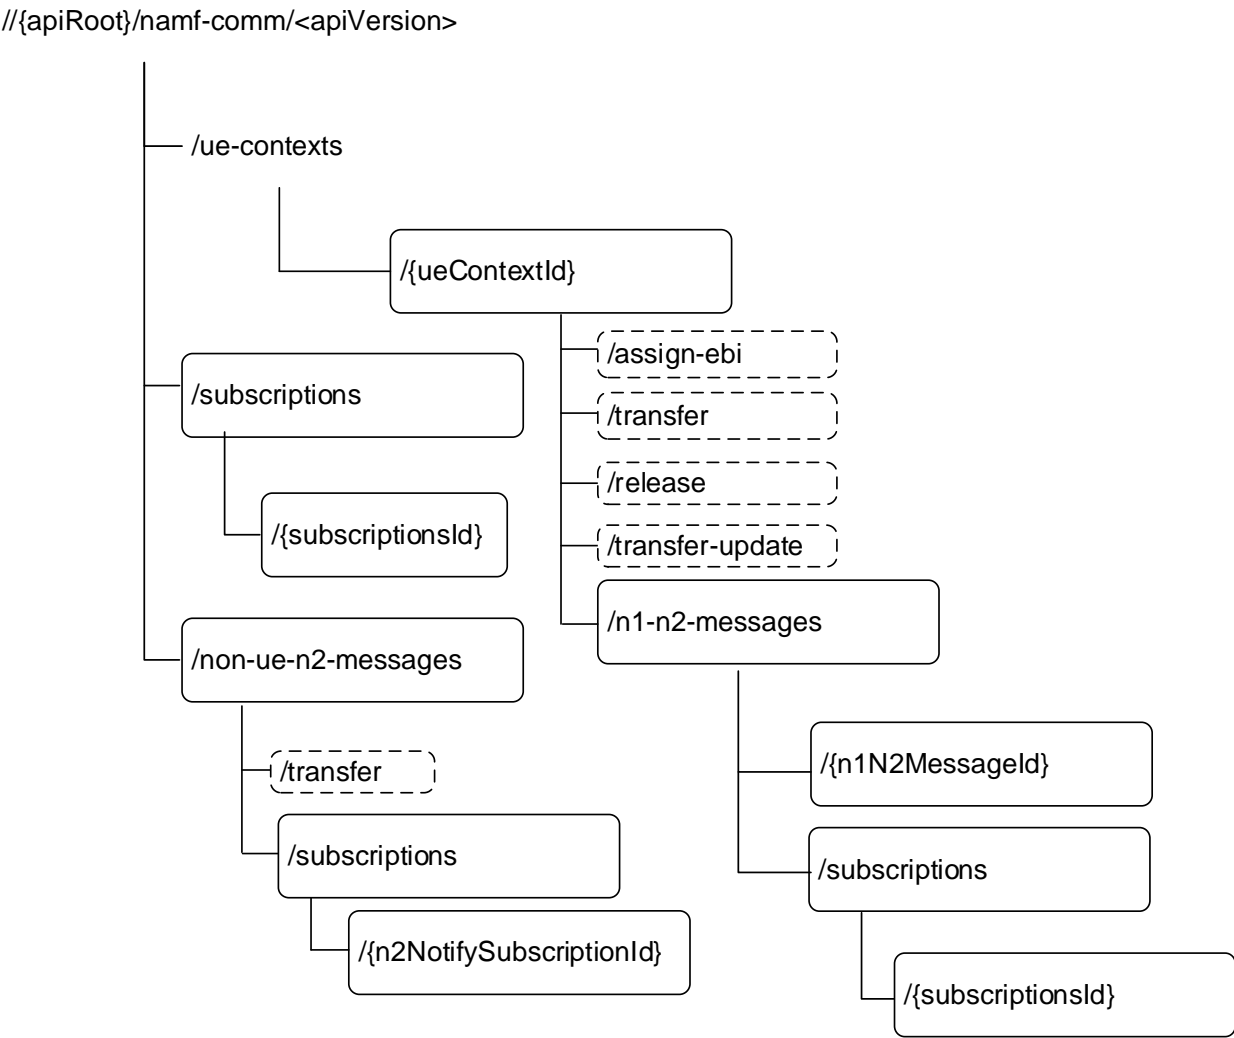 //{apiRoot}/namf-comm/<apiVersion>
/ue-contexts
/{ueContextId}
/assign-ebi
/transfer
/release
/transfer-update
/n1-n2-messages
/{n1N2MessageId}
/subscriptions
/{subscriptionsId}
/subscriptions
/{subscriptionsId}
/non-ue-n2-messages
/transfer
/subscriptions
/{n2NotifySubscriptionId}